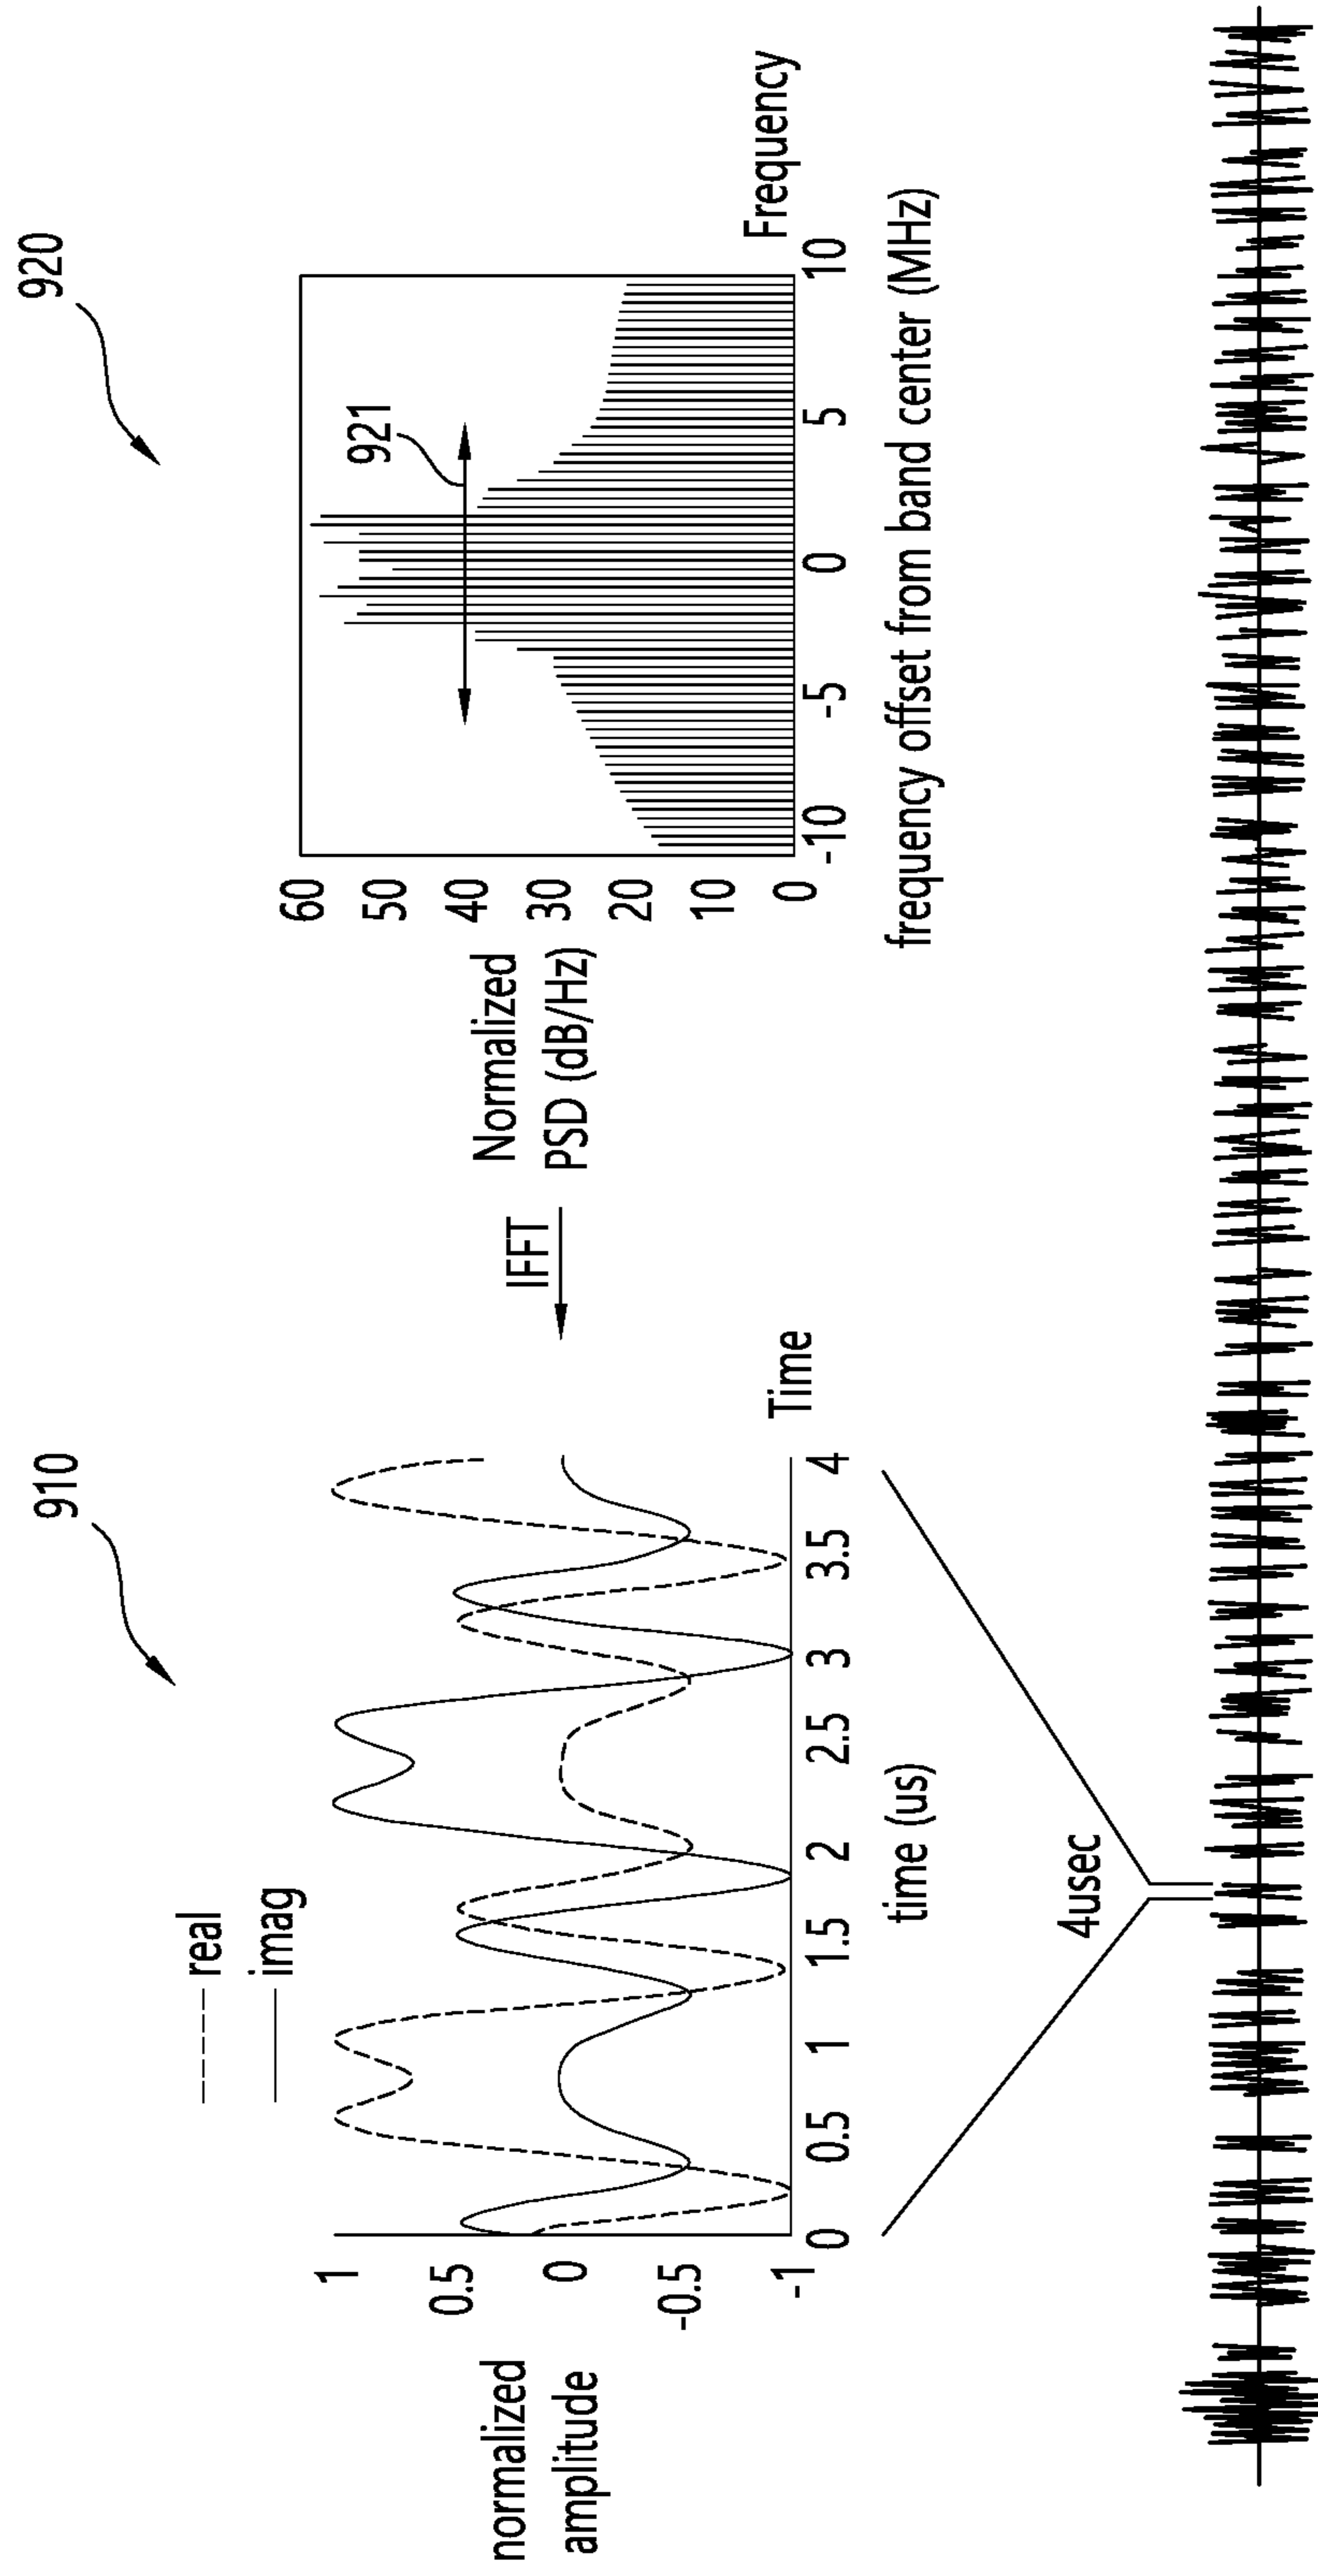 910
920
real
imag
normalized
amplitude
1
0.5
0
-0.5
-1
0
0.5
1
1.5
2
2.5
3
3.5
4
Time
time (us)
IFFT
Normalized
PSD (dB/Hz)
60
50
40
30
20
10
0
921
-10
-5
0
5
10
Frequency
frequency offset from band center (MHz)
4usec